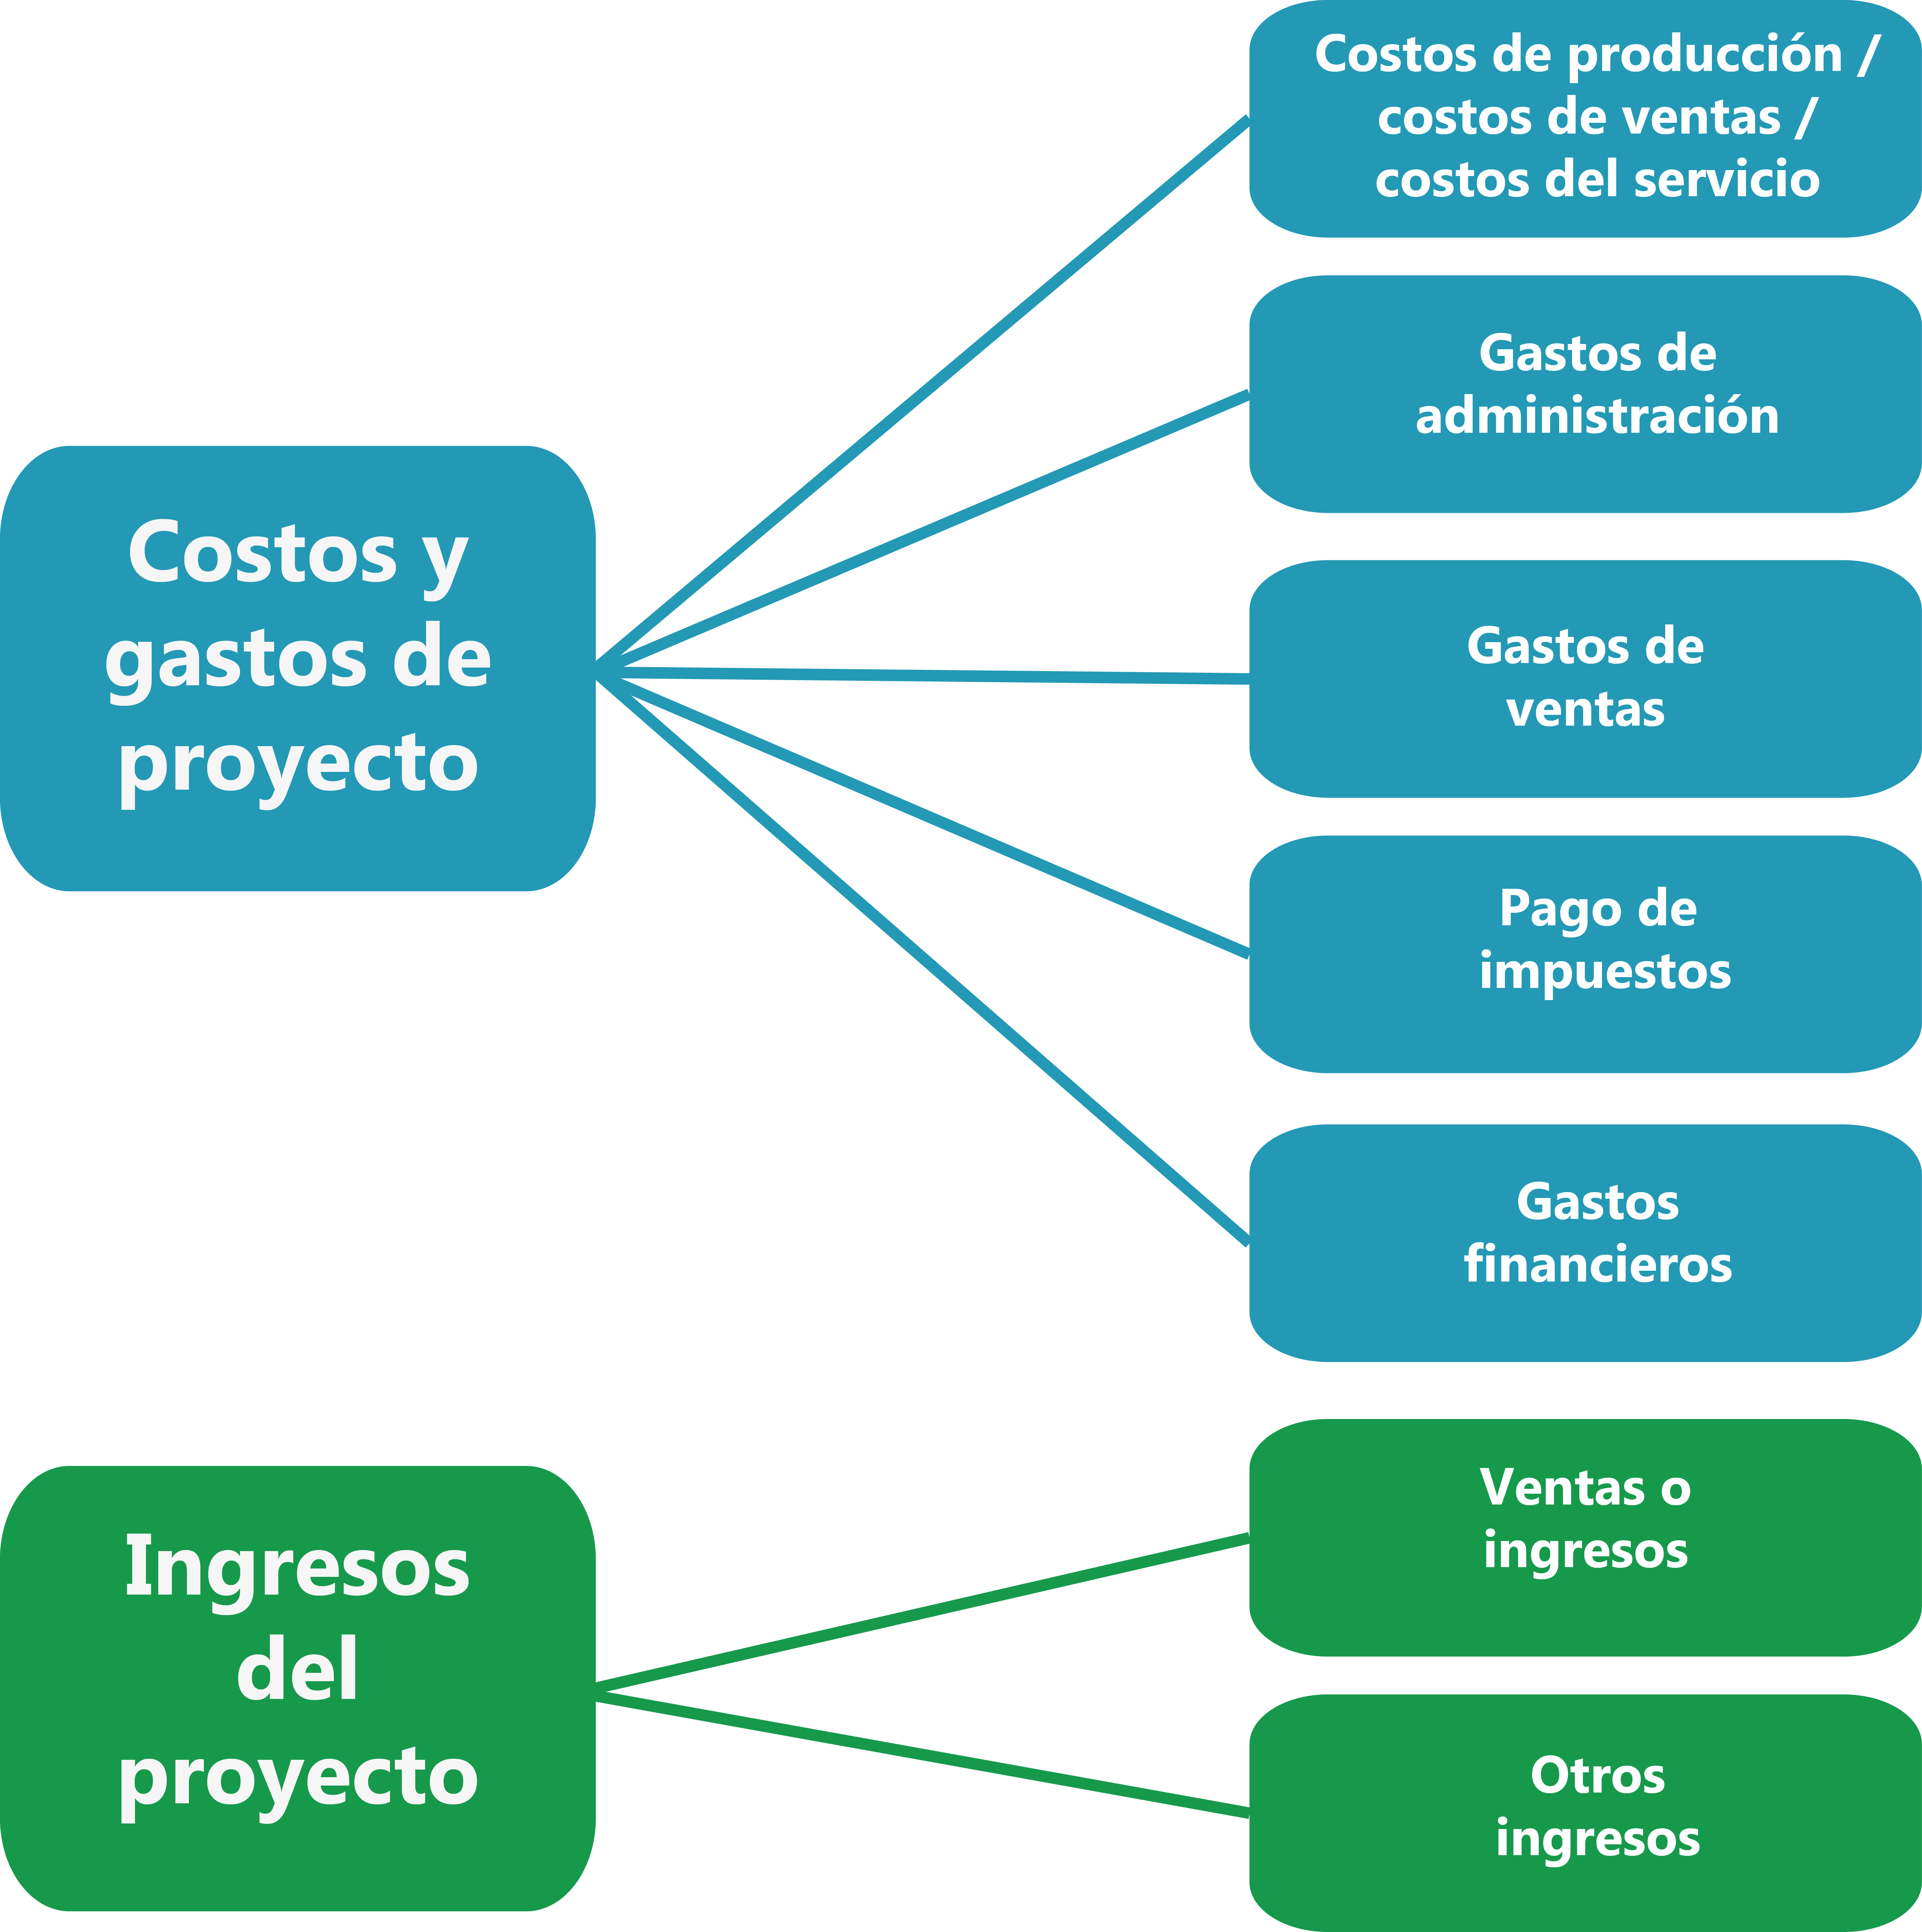 Costos y
gastos de
proyecto
Costos de producción /
costos de ventas /
costos del servicio
Gastos de
administración
Gastos de
ventas
Pago de
impuestos
Gastos
financieros
Ingresos
del
proyecto
Ventas o
ingresos
Otros
ingresos